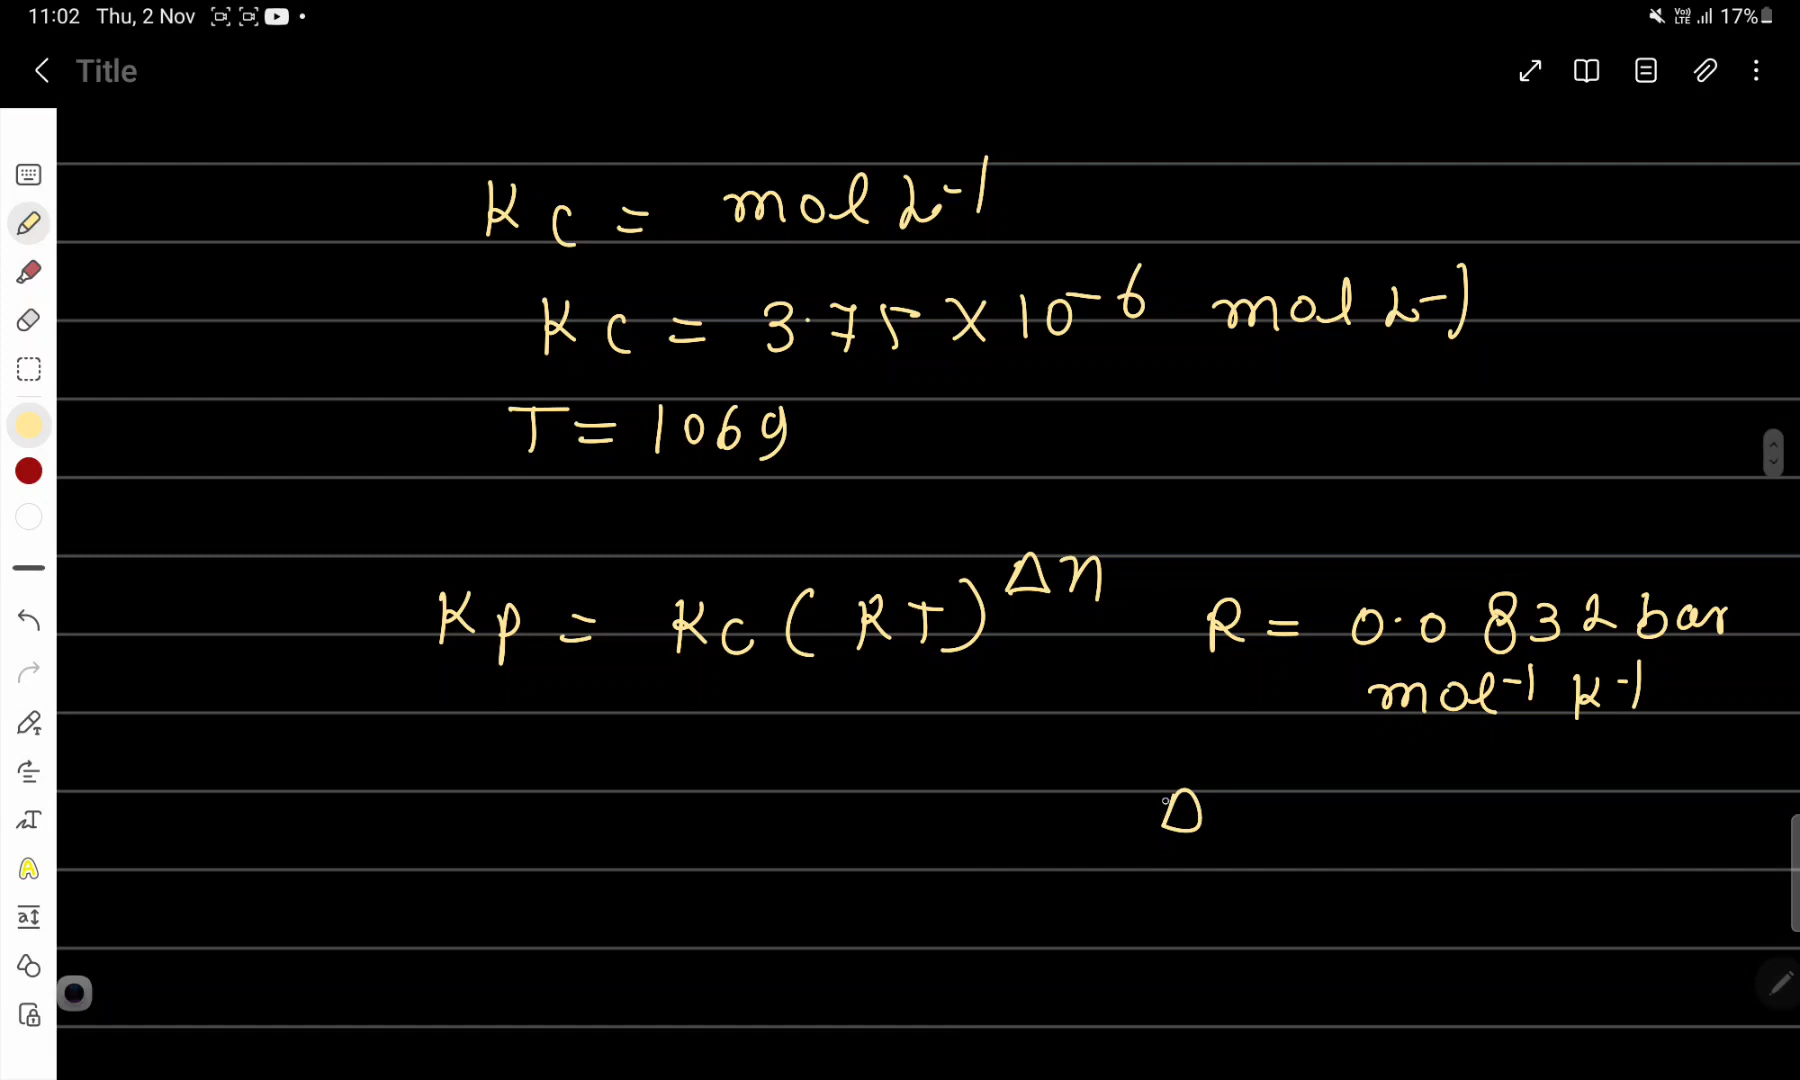 11:02 Thu, 2 Nov 17%
Title
Kc = mol L⁻¹
Kc = 3.75 × 10⁻⁶ mol L⁻¹
T = 1069
Kp = Kc (RT)^Δn R = 0.0832 bar
mol⁻¹ K⁻¹
Δ